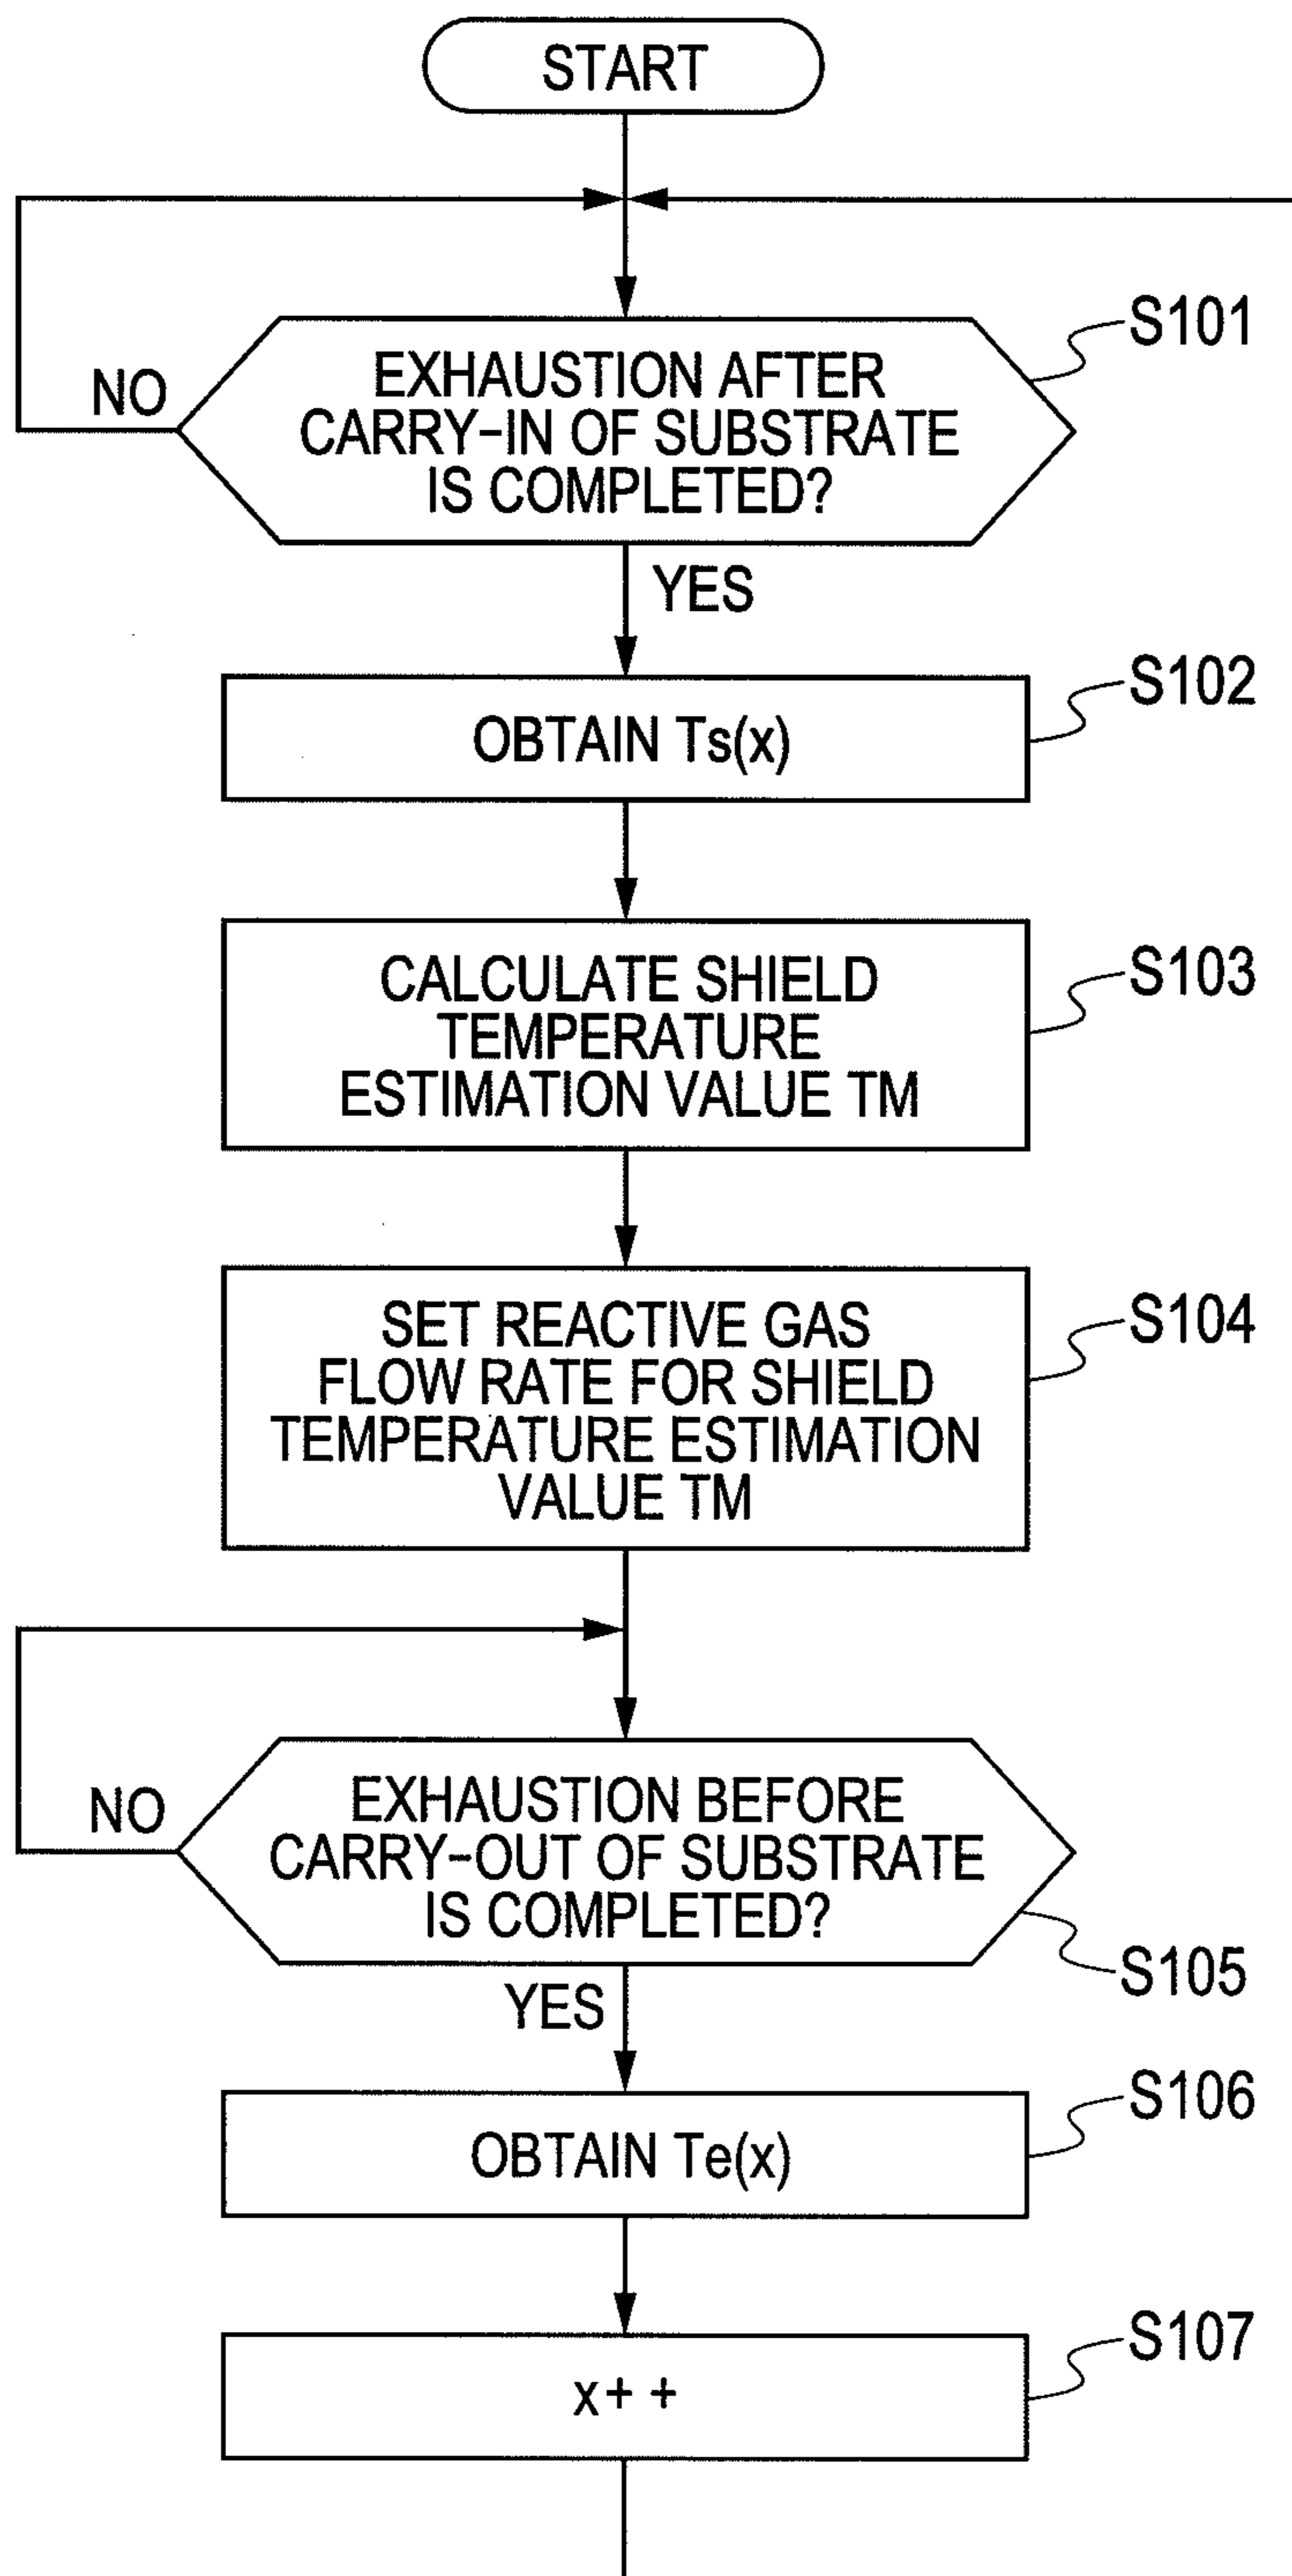 START
S101
EXHAUSTION AFTER
CARRY-IN OF SUBSTRATE
IS COMPLETED?
NO
YES
S102
OBTAIN Ts(x)
S103
CALCULATE SHIELD
TEMPERATURE
ESTIMATION VALUE TM
S104
SET REACTIVE GAS
FLOW RATE FOR SHIELD
TEMPERATURE ESTIMATION
VALUE TM
NO
EXHAUSTION BEFORE
CARRY-OUT OF SUBSTRATE
IS COMPLETED?
S105
YES
S106
OBTAIN Te(x)
S107
x+ +